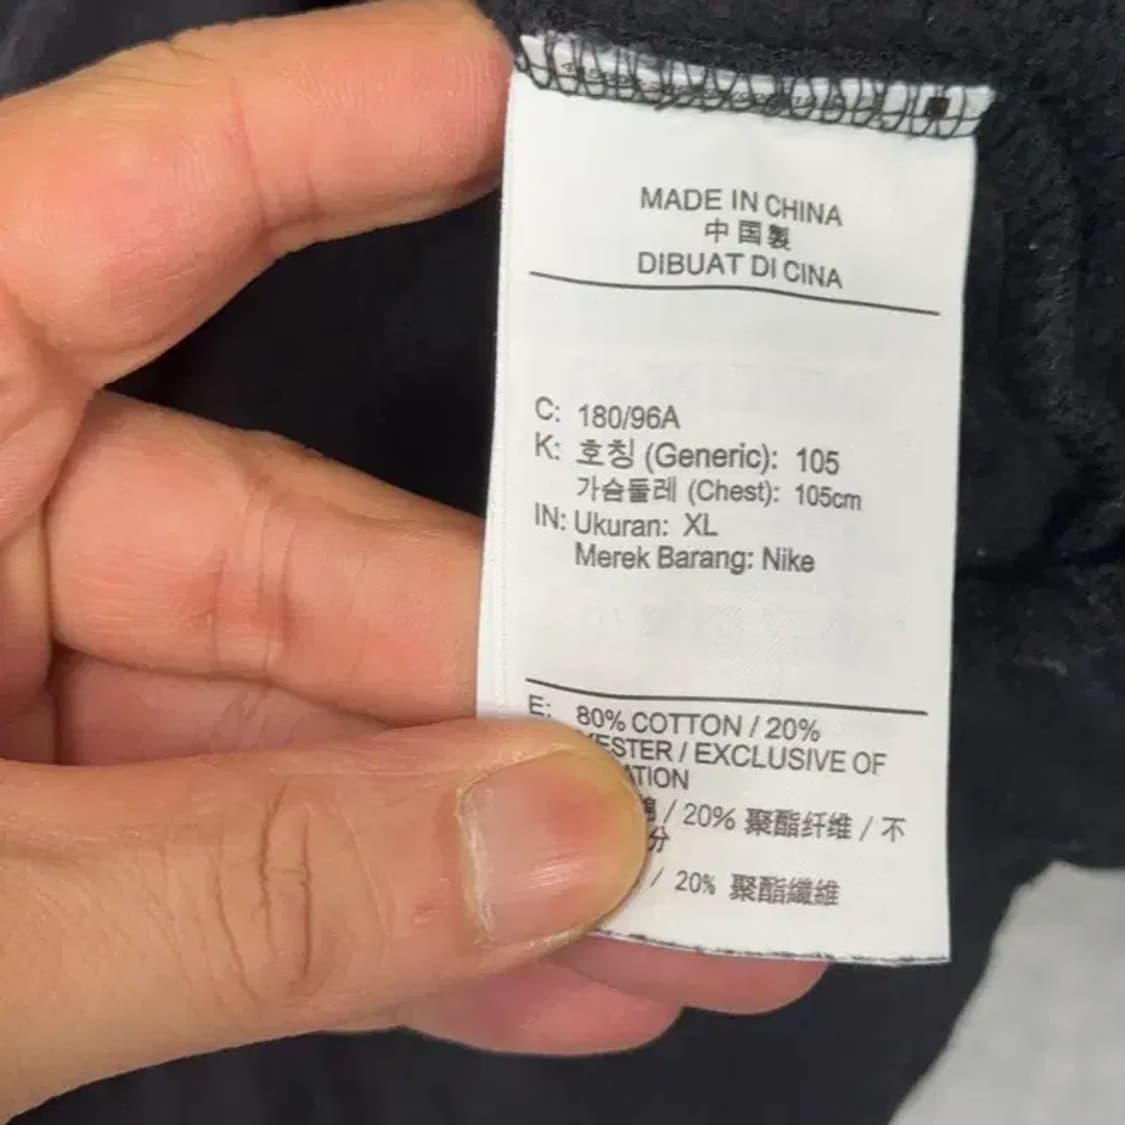 MADE IN CHINA
中国製
DIBUAT DI CINA
C: 180/96A
K: 호칭 (Generic): 105
가슴둘레 (Chest): 105cm
IN: Ukuran: XL
Merek Barang: Nike
E: 80% COTTON / 20%
/ EXCLUSIVE OF
/ 20% 聚酯纤维 / 不
/ 20% 聚酯纖維